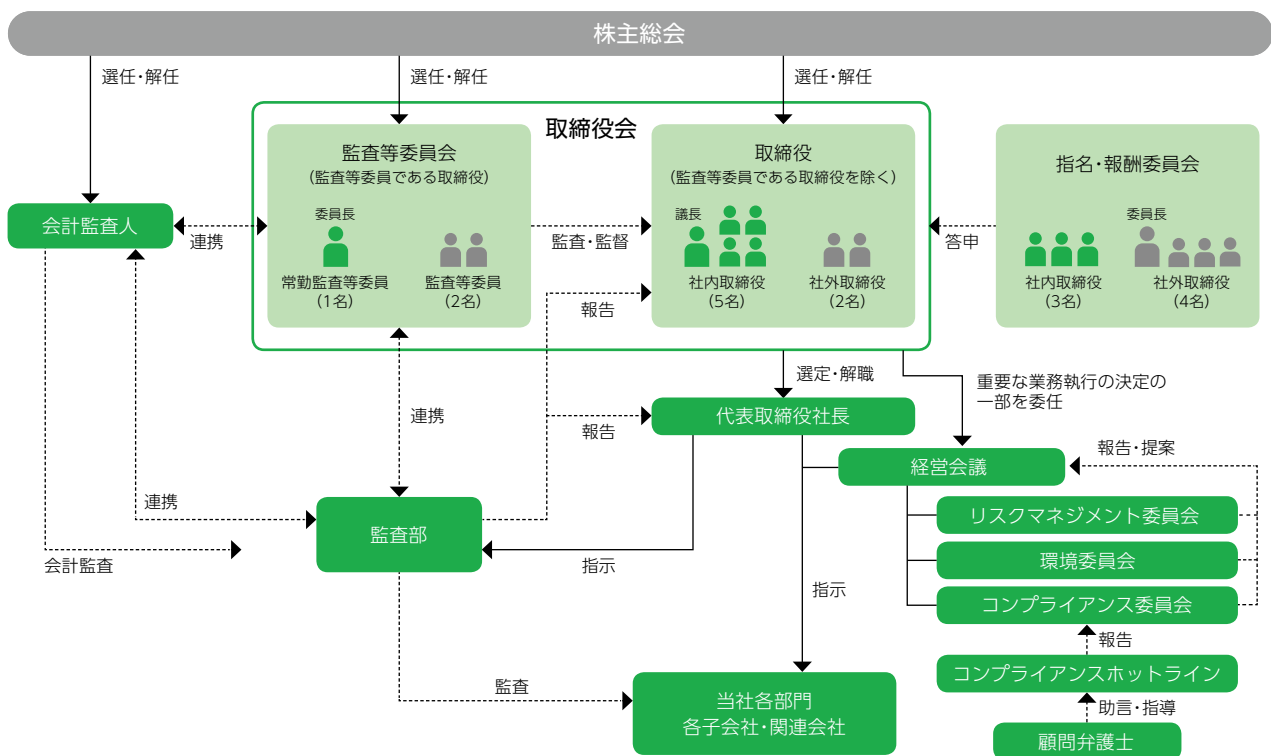 株主総会
選任・解任
選任・解任
選任・解任
取締役会
監査等委員会
(監査等委員である取締役)
委員長
常勤監査等委員
(1名)
監査等委員
(2名)
監査・監督
報告
取締役
(監査等委員である取締役を除く)
議長
社内取締役
(5名)
社外取締役
(2名)
答申
指名・報酬委員会
委員長
社内取締役
(3名)
社外取締役
(4名)
会計監査人
連携
選定・解職
重要な業務執行の決定の
一部を委任
代表取締役社長
連携
報告
報告・提案
経営会議
連携
監査部
リスクマネジメント委員会
環境委員会
コンプライアンス委員会
会計監査
指示
指示
報告
コンプライアンスホットライン
監査
当社各部門
各子会社・関連会社
助言・指導
顧問弁護士